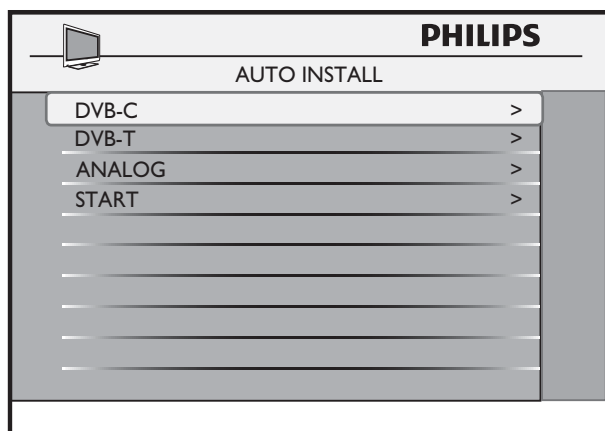 PHILIPS
AUTO INSTALL
DVB-C >
DVB-T >
ANALOG >
START >